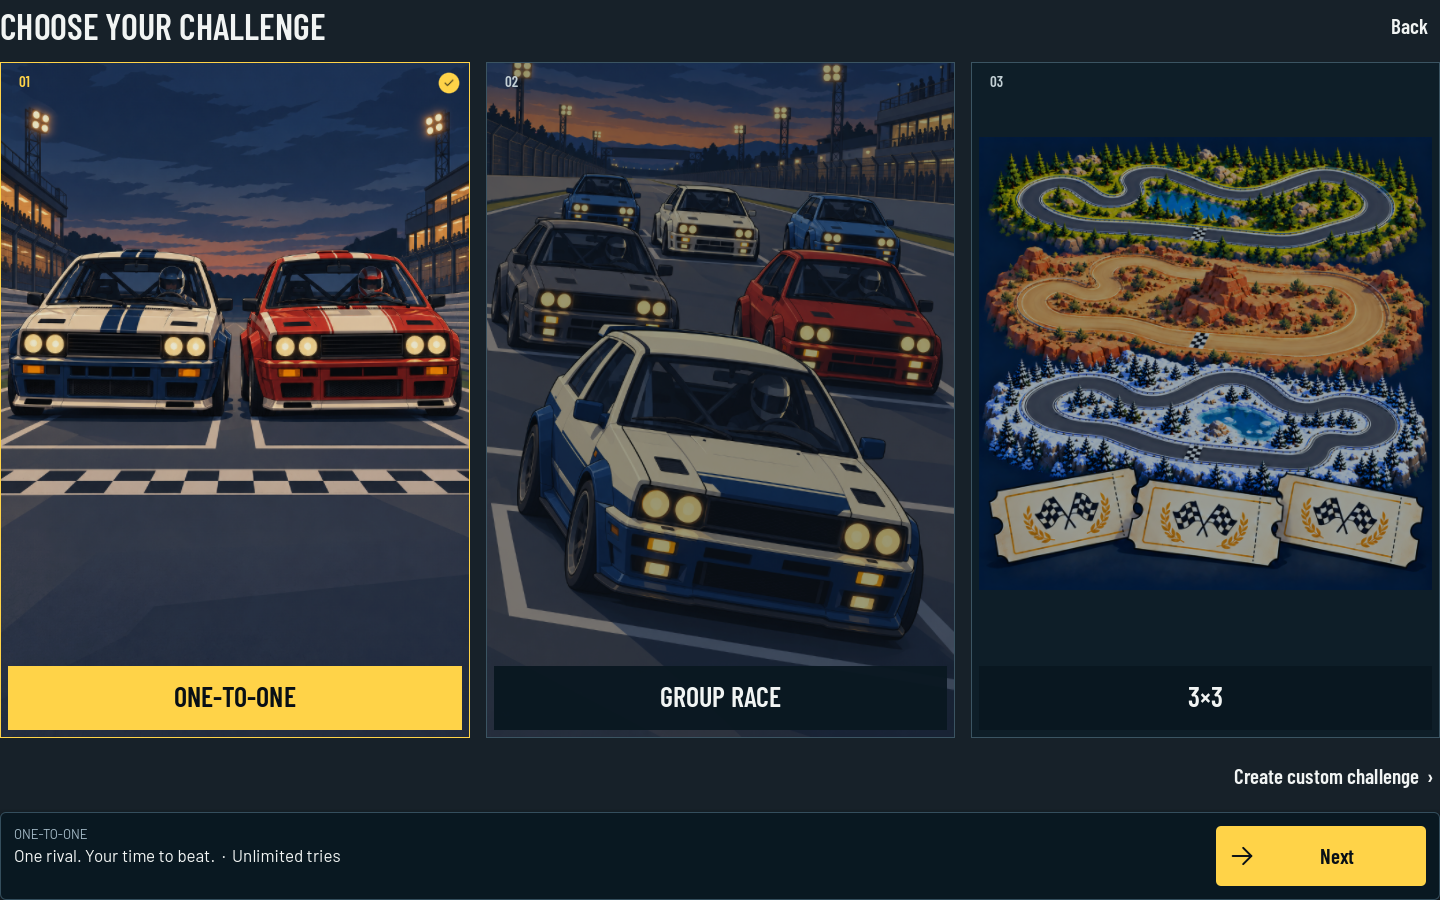 CHOOSE YOUR CHALLENGE
Back
01
02
03
ONE-TO-ONE
GROUP RACE
3×3
Create custom challenge ›
ONE-TO-ONE
One rival. Your time to beat. · Unlimited tries
Next